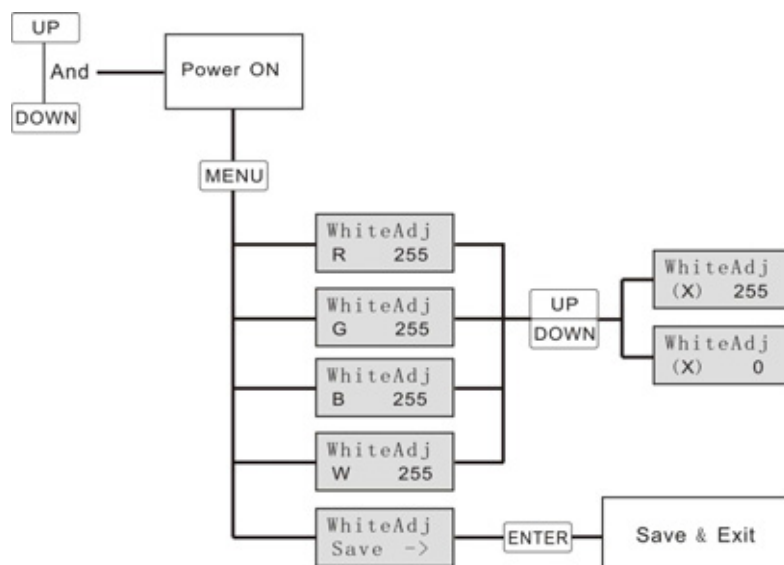 UP
And
DOWN
Power ON
MENU
WhiteAdj
R 255
WhiteAdj
G 255
WhiteAdj
B 255
WhiteAdj
W 255
UP
DOWN
WhiteAdj
(X) 255
WhiteAdj
(X) 0
WhiteAdj
Save ->
ENTER
Save & Exit